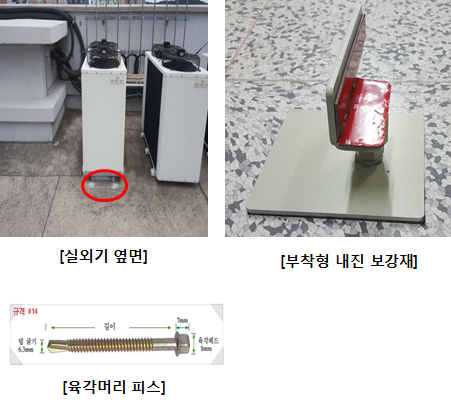 [실외기 옆면]
[부착형 내진 보강재]
규격 #14
길이
7mm
팁 굵기
6.3mm
육각헤드
8mm
[육각머리 피스]